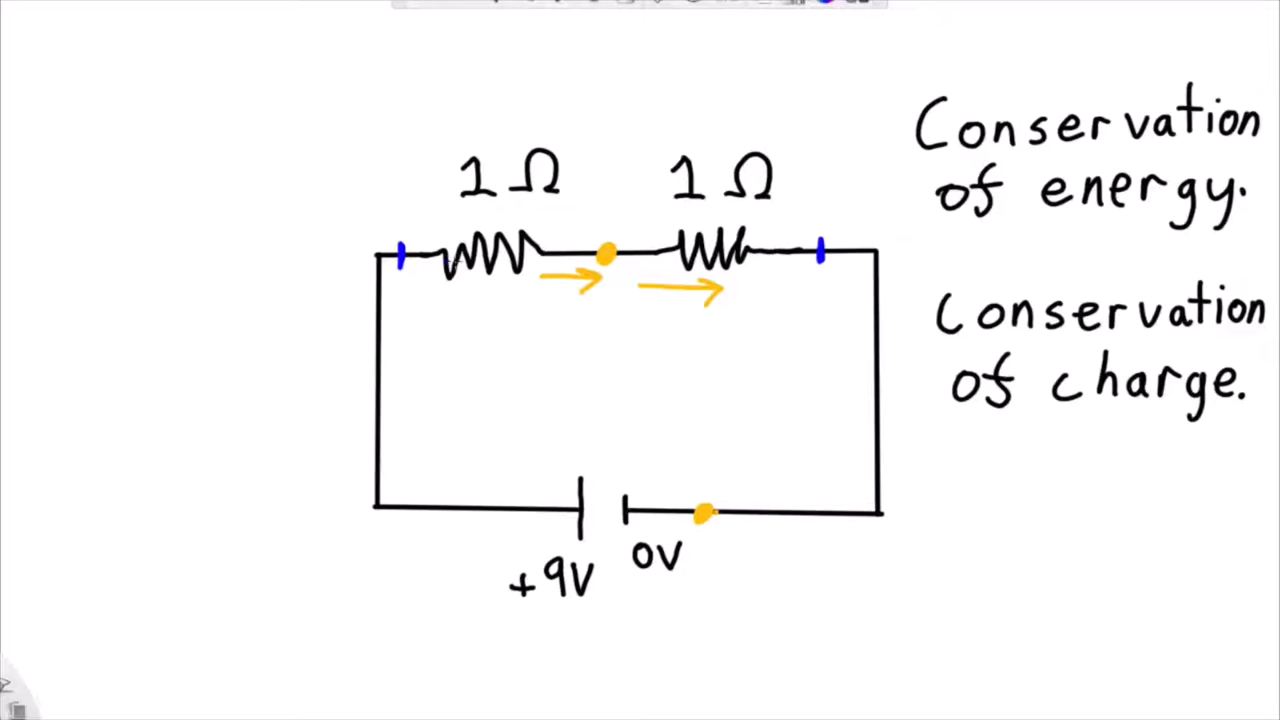 1 Ω 1 Ω
Conservation
of energy.
Conservation
of charge.
+9V 0V